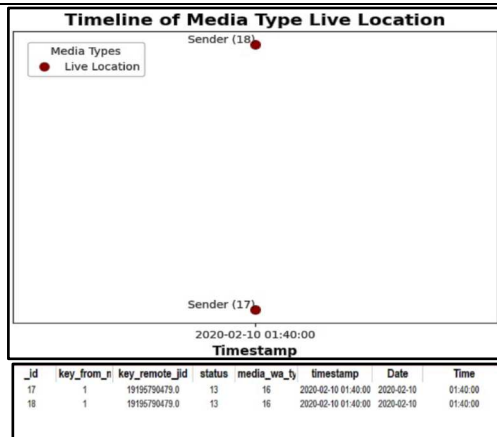 Timeline of Media Type Live Location
Sender (18)
Media Types
Live Location
Sender (17)
2020-02-10 01:40:00
Timestamp
_id key_from_n key_remote_jid status media_wa_ty timestamp Date Time
17 1 19195790479.0 13 16 2020-02-10 01:40:00 2020-02-10 01:40:00
18 1 19195790479.0 13 16 2020-02-10 01:40:00 2020-02-10 01:40:00